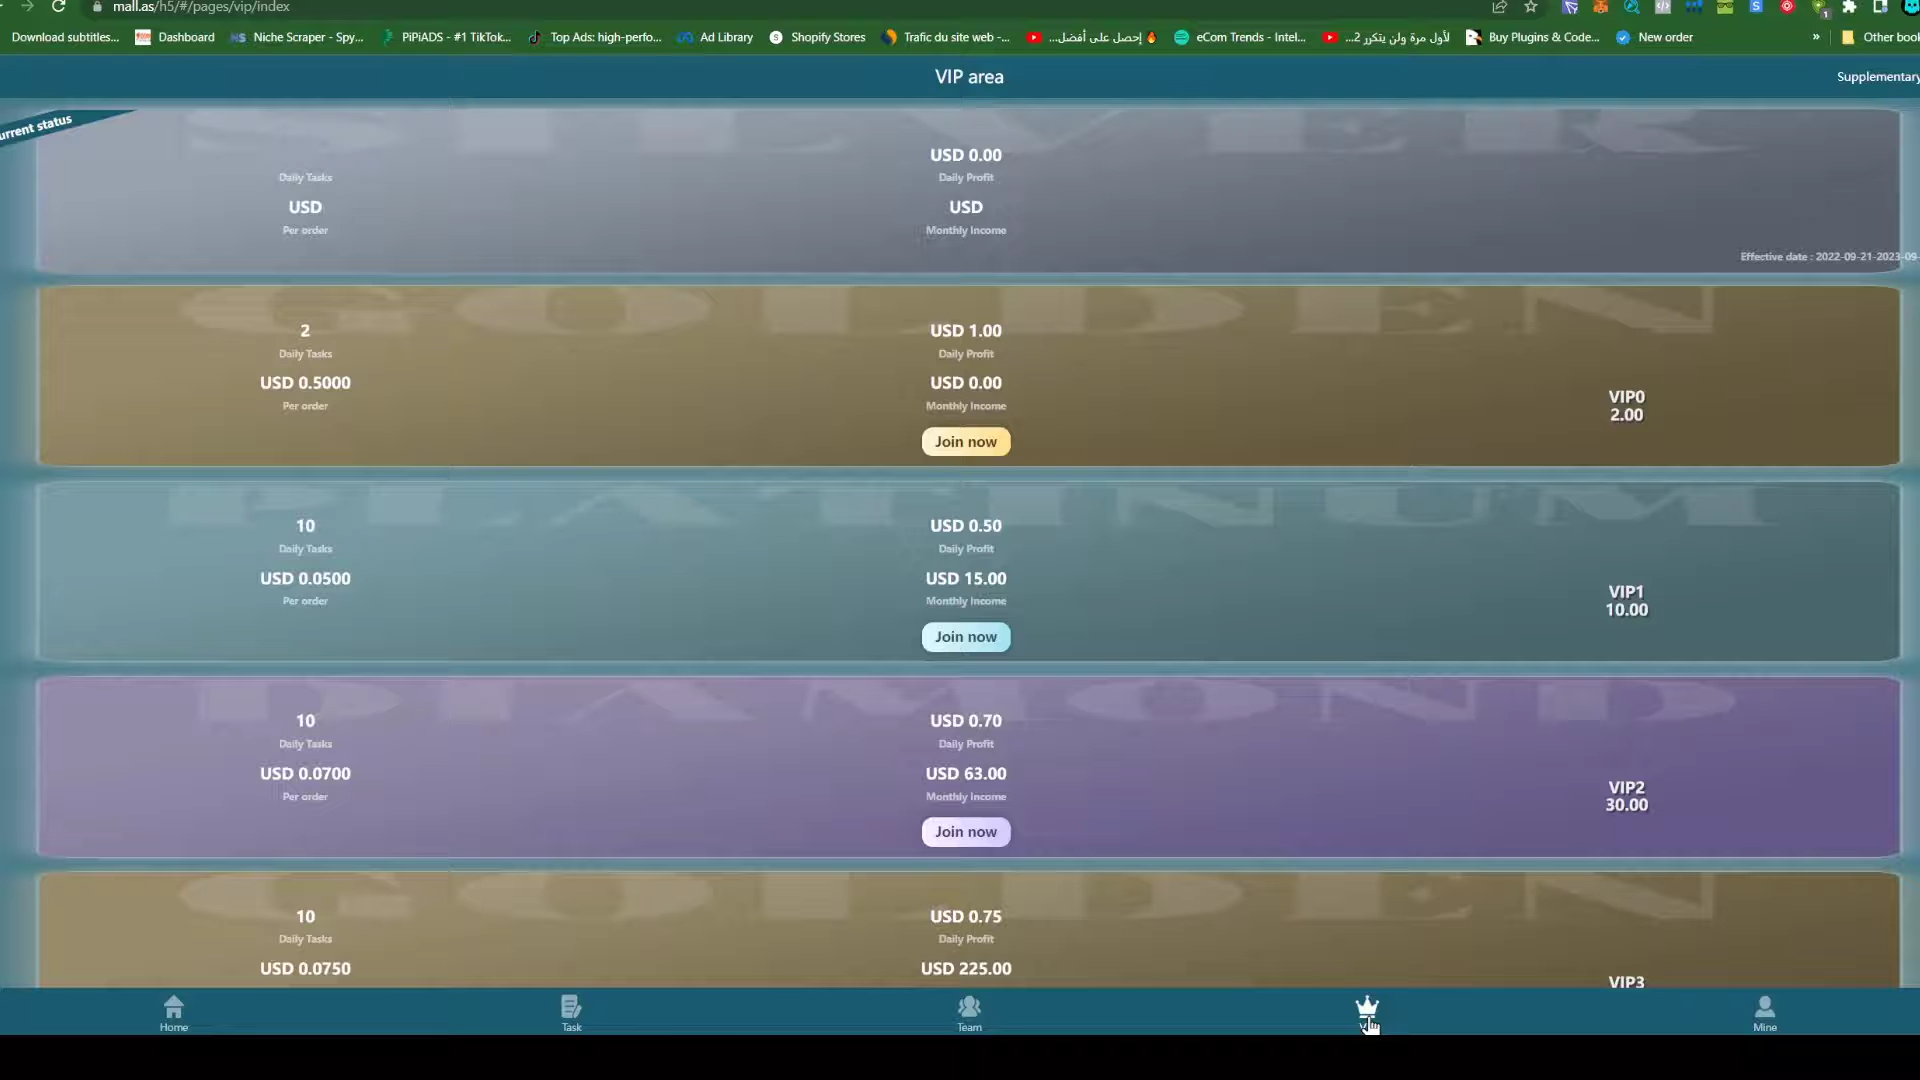 mall.as/h5/#/pages/vip/index
Download subtitles... Dashboard Niche Scraper - Spy... PiPiADS - #1 TikTok... Top Ads: high-perfo... Ad Library Shopify Stores Trafic du site web -... إحصل على أفضل... eCom Trends - Intel... لأول مرة ولن يتكرر 2... Buy Plugins & Code... New order » Other book
VIP area
Supplementary
urrent status
SILVER
USD 0.00
Daily Tasks
Daily Profit
USD
USD
Per order
Monthly Income
Effective date : 2022-09-21-2023-09-
GOLDEN
2
USD 1.00
Daily Tasks
Daily Profit
USD 0.5000
USD 0.00
Per order
Monthly Income
VIP0
2.00
Join now
PLATINUM
10
USD 0.50
Daily Tasks
Daily Profit
USD 0.0500
USD 15.00
Per order
Monthly Income
VIP1
10.00
Join now
DIAMOND
10
USD 0.70
Daily Tasks
Daily Profit
USD 0.0700
USD 63.00
Per order
Monthly Income
VIP2
30.00
Join now
GOLDEN
10
USD 0.75
Daily Tasks
Daily Profit
USD 0.0750
USD 225.00
VIP3
Home
Task
Team
Mine